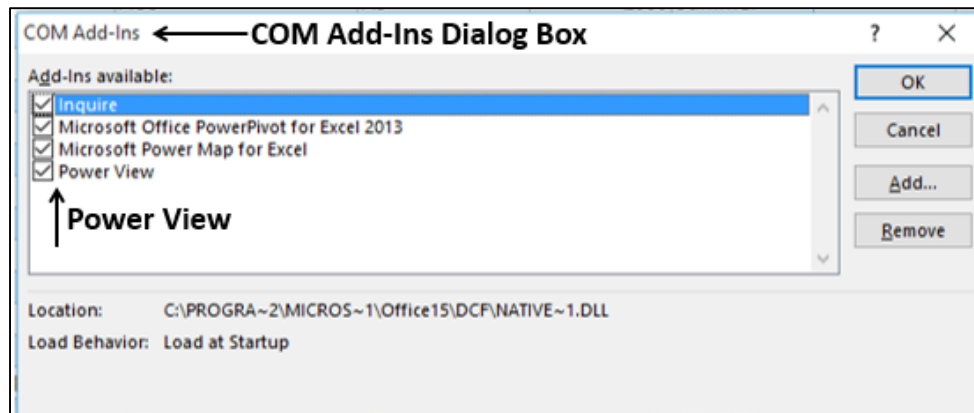 COM Add-Ins COM Add-Ins Dialog Box ?
Add-Ins available:
Inquire
Microsoft Office PowerPivot for Excel 2013
Microsoft Power Map for Excel
Power View
Power View
OK
Cancel
Add...
Remove
Location: C:\PROGRA~2\MICROS~1\Office15\DCF\NATIVE~1.DLL
Load Behavior: Load at Startup